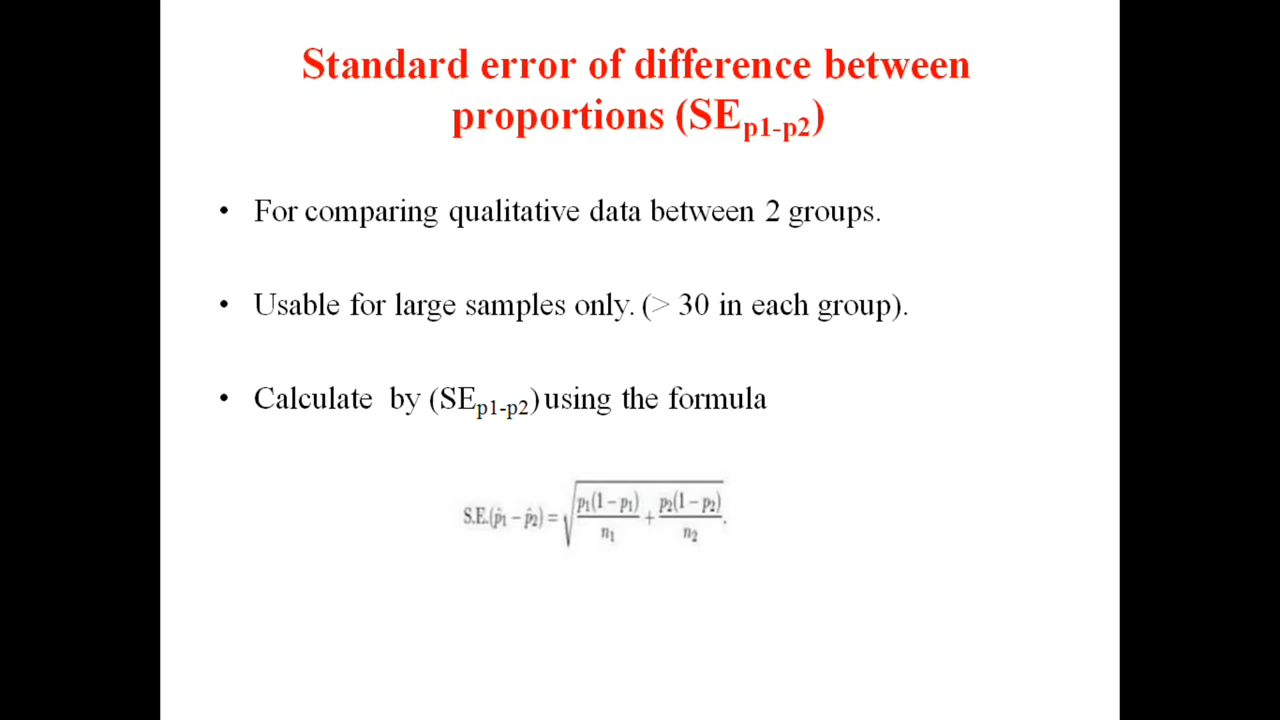 Standard error of difference between
proportions (SEp1-p2)
• For comparing qualitative data between 2 groups.
• Usable for large samples only. (> 30 in each group).
• Calculate by (SEp1-p2) using the formula
S.E.(p̂1 − p̂2) = √(p1(1 − p1)/n1 + p2(1 − p2)/n2).